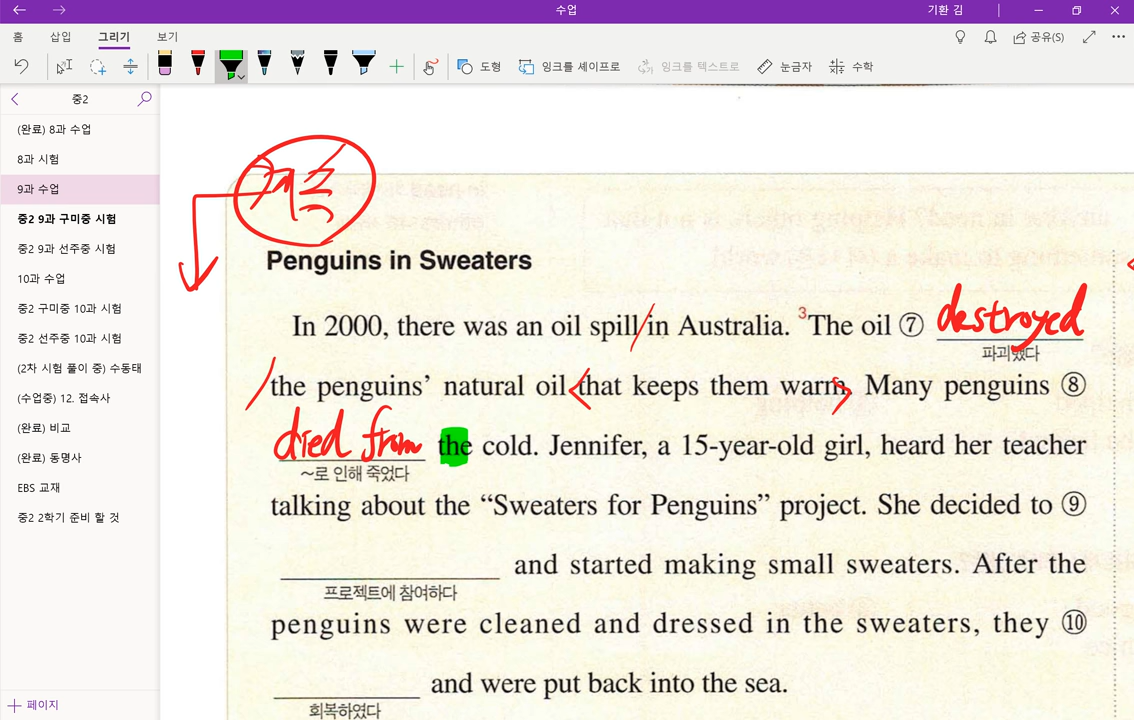 수업
기환 김
홈 삽입 그리기 보기
공유(S)
도형 잉크를 셰이프로 잉크를 텍스트로 눈금자 수학
중2
(완료) 8과 수업
8과 시험
9과 수업
중2 9과 구미중 시험
중2 9과 선주중 시험
10과 수업
중2 구미중 10과 시험
중2 선주중 10과 시험
(2차 시험 풀이 중) 수동태
(수업중) 12. 접속사
(완료) 비교
(완료) 동명사
EBS 교재
중2 2학기 준비 할 것
페이지
Penguins in Sweaters
In 2000, there was an oil spill/in Australia. 3The oil ⑦ destroyed
파괴했다
/the penguins’ natural oil<that keeps them warm.> Many penguins ⑧
died from the cold. Jennifer, a 15-year-old girl, heard her teacher
~로 인해 죽었다
talking about the “Sweaters for Penguins” project. She decided to ⑨
and started making small sweaters. After the
프로젝트에 참여하다
penguins were cleaned and dressed in the sweaters, they ⑩
and were put back into the sea.
회복하였다